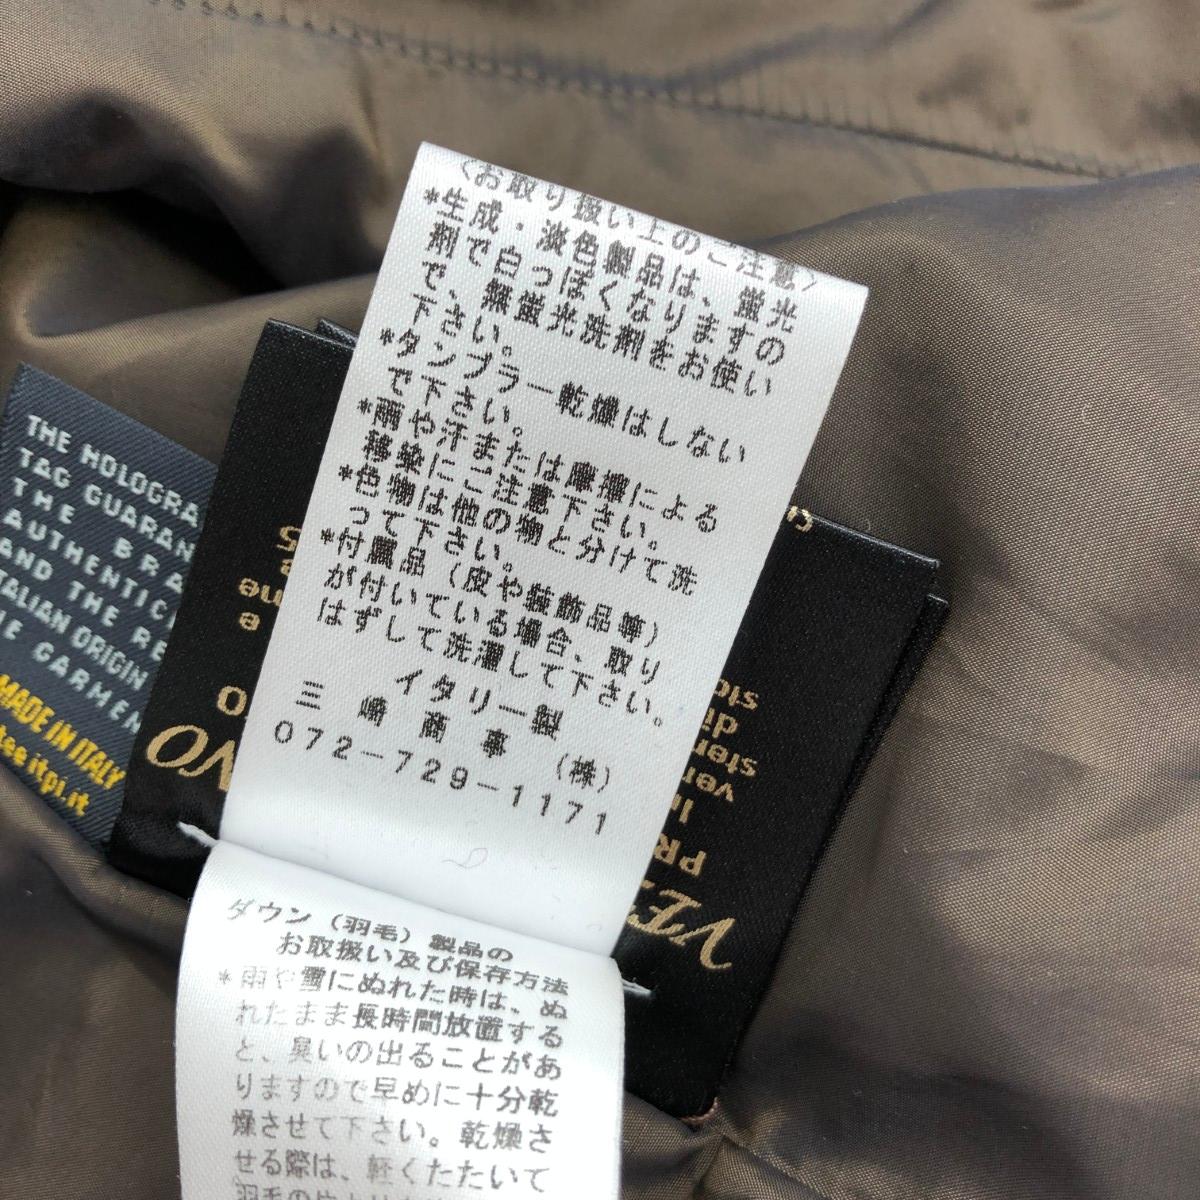 〈お取り扱い上のご注意〉
*生成・淡色製品は、蛍光
剤で白っぽくなりますの
で、無蛍光洗剤をお使い
下さい。
*タンブラー乾燥はしない
で下さい。
*雨や汗または摩擦による
移染にご注意下さい。
*色物は他の物と分けて洗
って下さい。
*付属品（皮や装飾品等）
が付いている場合、取り
はずして洗濯して下さい。
イタリー製
三崎商事（株）
072-729-1171
ダウン（羽毛）製品の
お取扱い及び保存方法
*雨や雪にぬれた時は、ぬ
れたまま長時間放置する
と、臭いの出ることがあ
りますので早めに十分乾
燥させて下さい。乾燥さ
せる際は、軽くたたいて
THE HOLOGRA
TAG GUARAN
THE BRA
AUTHENTIC
AND THE RE
TALIAN ORIGIN
HE GARMEN
MADE IN ITALY
tee.itpi.it